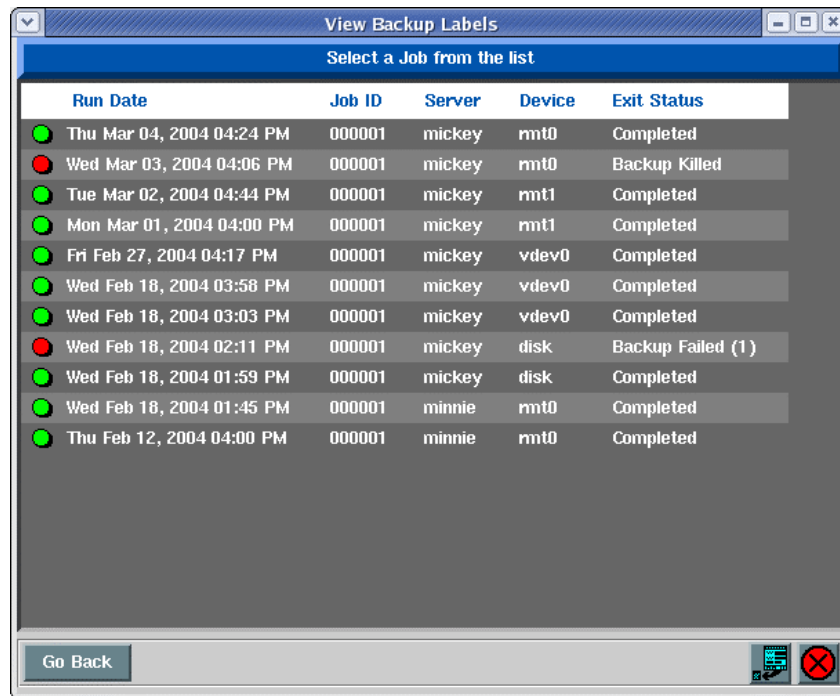 View Backup Labels
Select a Job from the list
Run Date Job ID Server Device Exit Status
Thu Mar 04, 2004 04:24 PM 000001 mickey rmt0 Completed
Wed Mar 03, 2004 04:06 PM 000001 mickey rmt0 Backup Killed
Tue Mar 02, 2004 04:44 PM 000001 mickey rmt1 Completed
Mon Mar 01, 2004 04:00 PM 000001 mickey rmt1 Completed
Fri Feb 27, 2004 04:17 PM 000001 mickey vdev0 Completed
Wed Feb 18, 2004 03:58 PM 000001 mickey vdev0 Completed
Wed Feb 18, 2004 03:03 PM 000001 mickey vdev0 Completed
Wed Feb 18, 2004 02:11 PM 000001 mickey disk Backup Failed (1)
Wed Feb 18, 2004 01:59 PM 000001 mickey disk Completed
Wed Feb 18, 2004 01:45 PM 000001 minnie rmt0 Completed
Thu Feb 12, 2004 04:00 PM 000001 minnie rmt0 Completed
Go Back